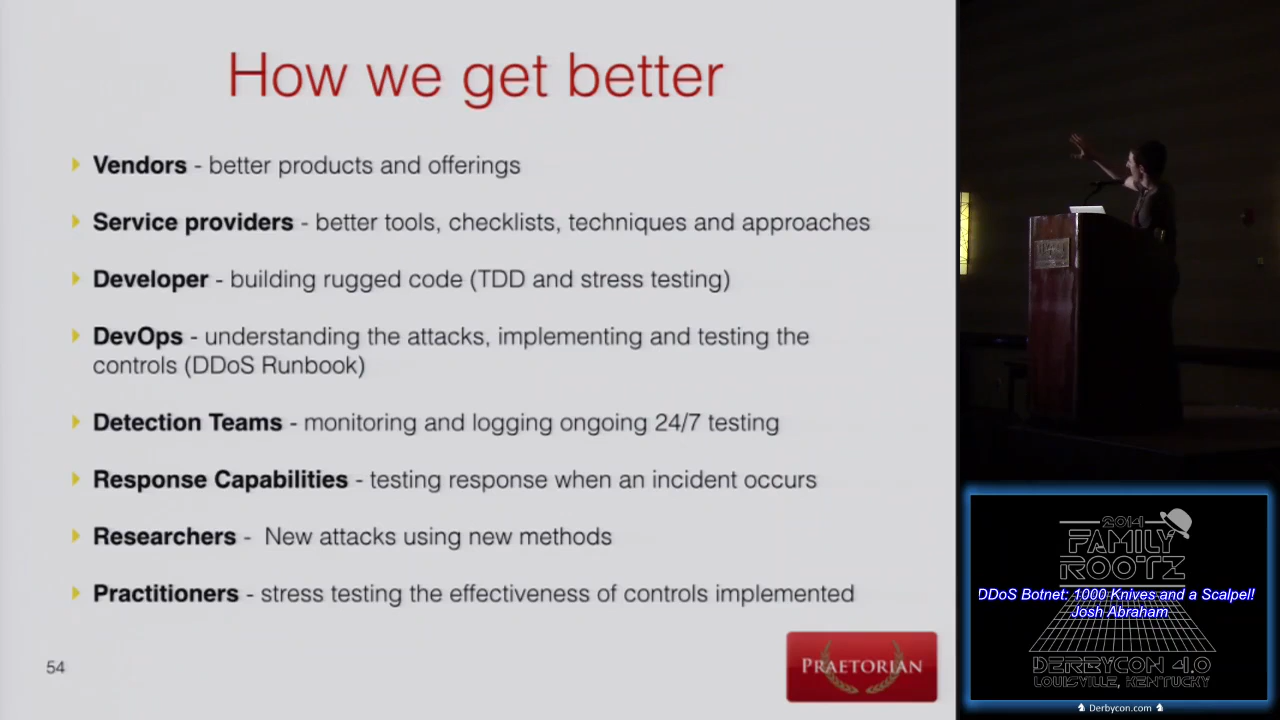 How we get better
Vendors - better products and offerings
Service providers - better tools, checklists, techniques and approaches
Developer - building rugged code (TDD and stress testing)
DevOps - understanding the attacks, implementing and testing the
controls (DDoS Runbook)
Detection Teams - monitoring and logging ongoing 24/7 testing
Response Capabilities - testing response when an incident occurs
Researchers - New attacks using new methods
Practitioners - stress testing the effectiveness of controls implemented
54
PRAETORIAN
2014
FAMILY
ROOTZ
DDoS Botnet: 1000 Knives and a Scalpel!
Josh Abraham
DERBYCON 4.0
LOUISVILLE, KENTUCKY
Derbycon.com